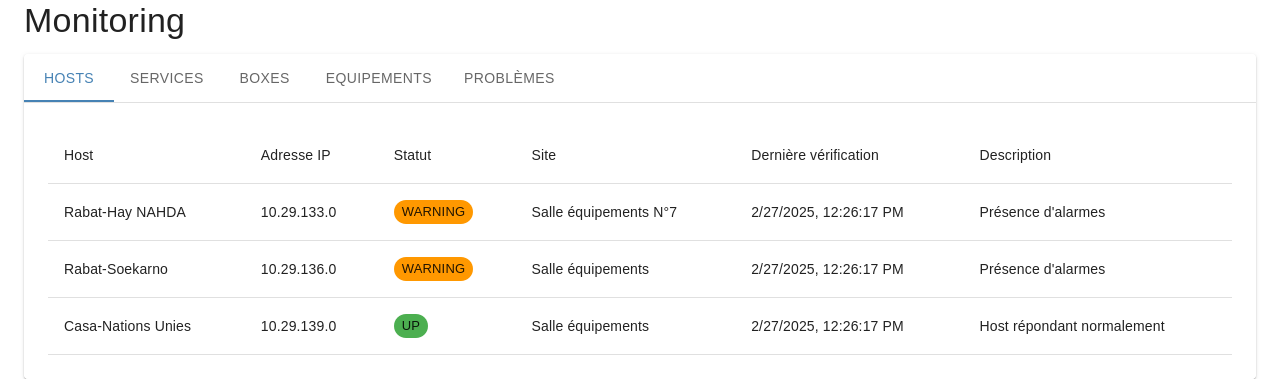 Monitoring
HOSTS SERVICES BOXES EQUIPEMENTS PROBLÈMES
Host Adresse IP Statut Site Dernière vérification Description
Rabat-Hay NAHDA 10.29.133.0 WARNING Salle équipements N°7 2/27/2025, 12:26:17 PM Présence d'alarmes
Rabat-Soekarno 10.29.136.0 WARNING Salle équipements 2/27/2025, 12:26:17 PM Présence d'alarmes
Casa-Nations Unies 10.29.139.0 UP Salle équipements 2/27/2025, 12:26:17 PM Host répondant normalement